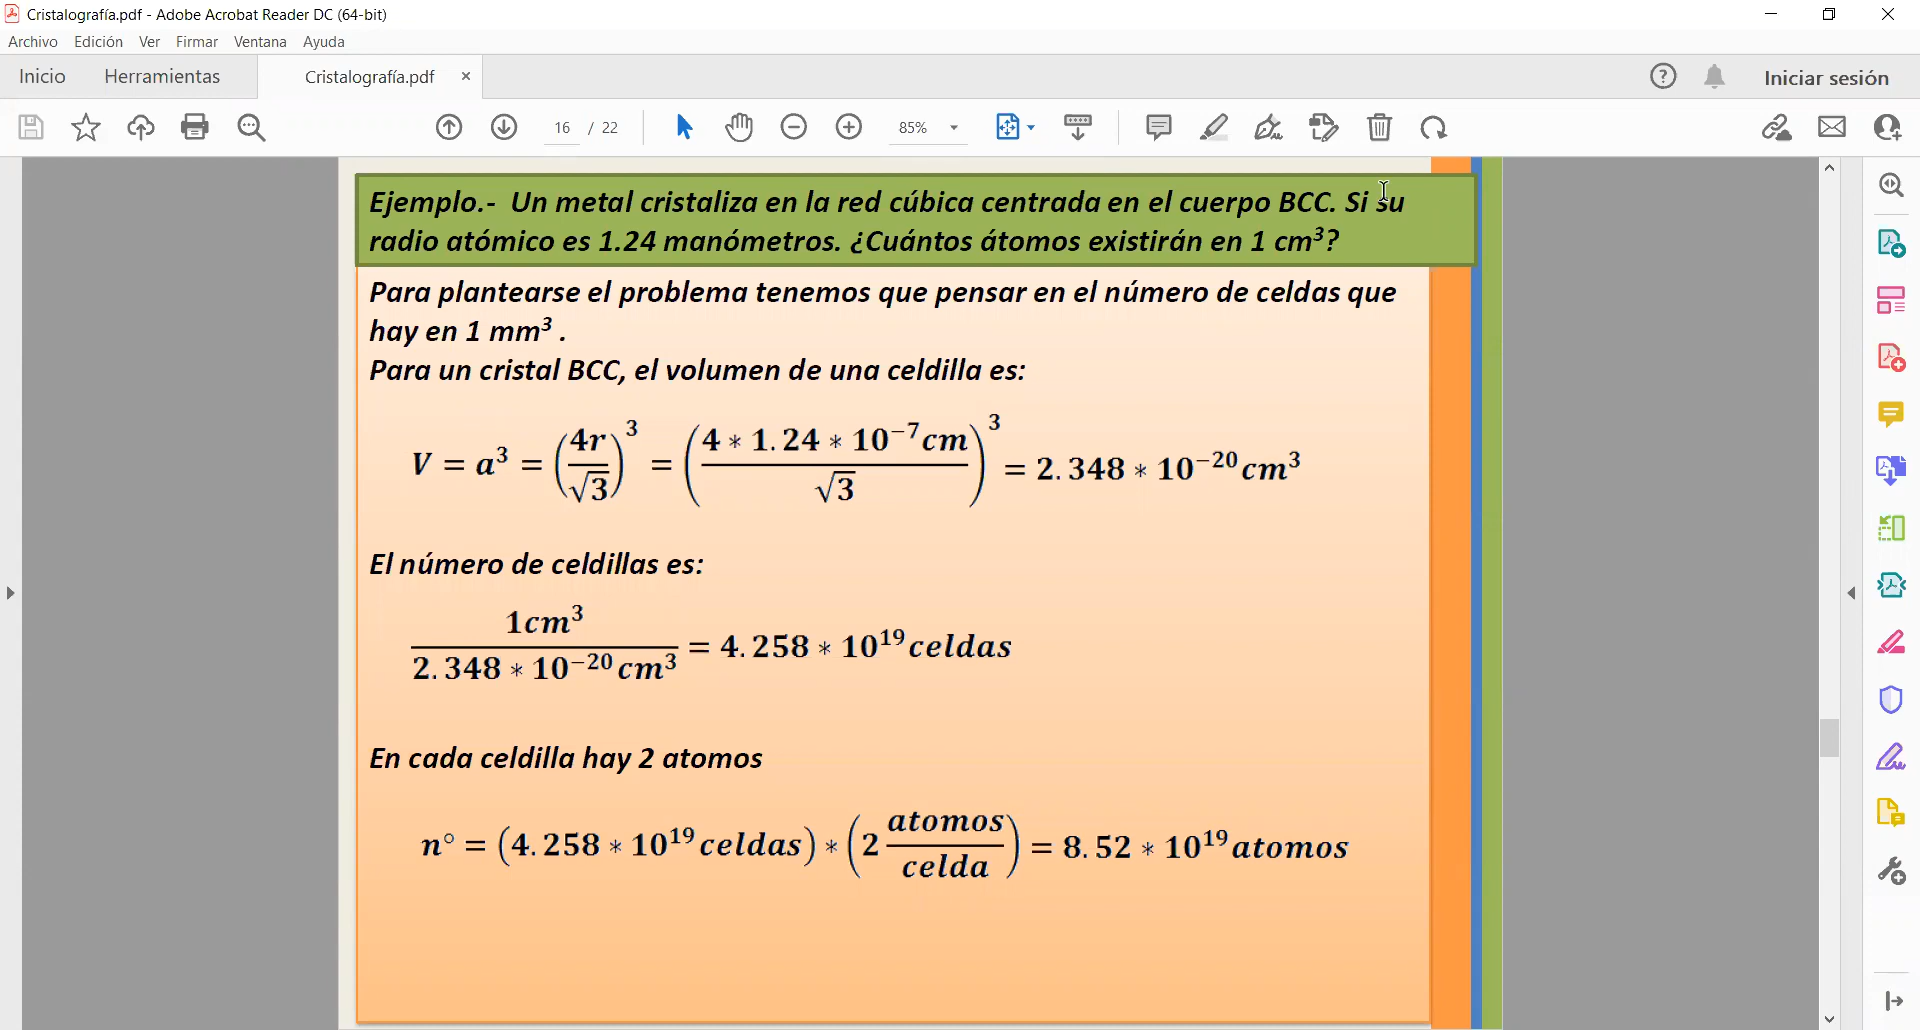 Cristalografía.pdf - Adobe Acrobat Reader DC (64-bit)
Archivo Edición Ver Firmar Ventana Ayuda
Inicio Herramientas Cristalografía.pdf × Iniciar sesión
16 / 22 85%
Ejemplo.- Un metal cristaliza en la red cúbica centrada en el cuerpo BCC. Si su
radio atómico es 1.24 manómetros. ¿Cuántos átomos existirán en 1 cm³?
Para plantearse el problema tenemos que pensar en el número de celdas que
hay en 1 mm³ .
Para un cristal BCC, el volumen de una celdilla es:
V = a³ = (4r/√3)³ = (4 * 1.24 * 10⁻⁷cm/√3)³ = 2.348 * 10⁻²⁰cm³
El número de celdillas es:
1cm³/2.348 * 10⁻²⁰cm³ = 4.258 * 10¹⁹celdas
En cada celdilla hay 2 atomos
n° = (4.258 * 10¹⁹celdas) * (2 atomos/celda) = 8.52 * 10¹⁹atomos